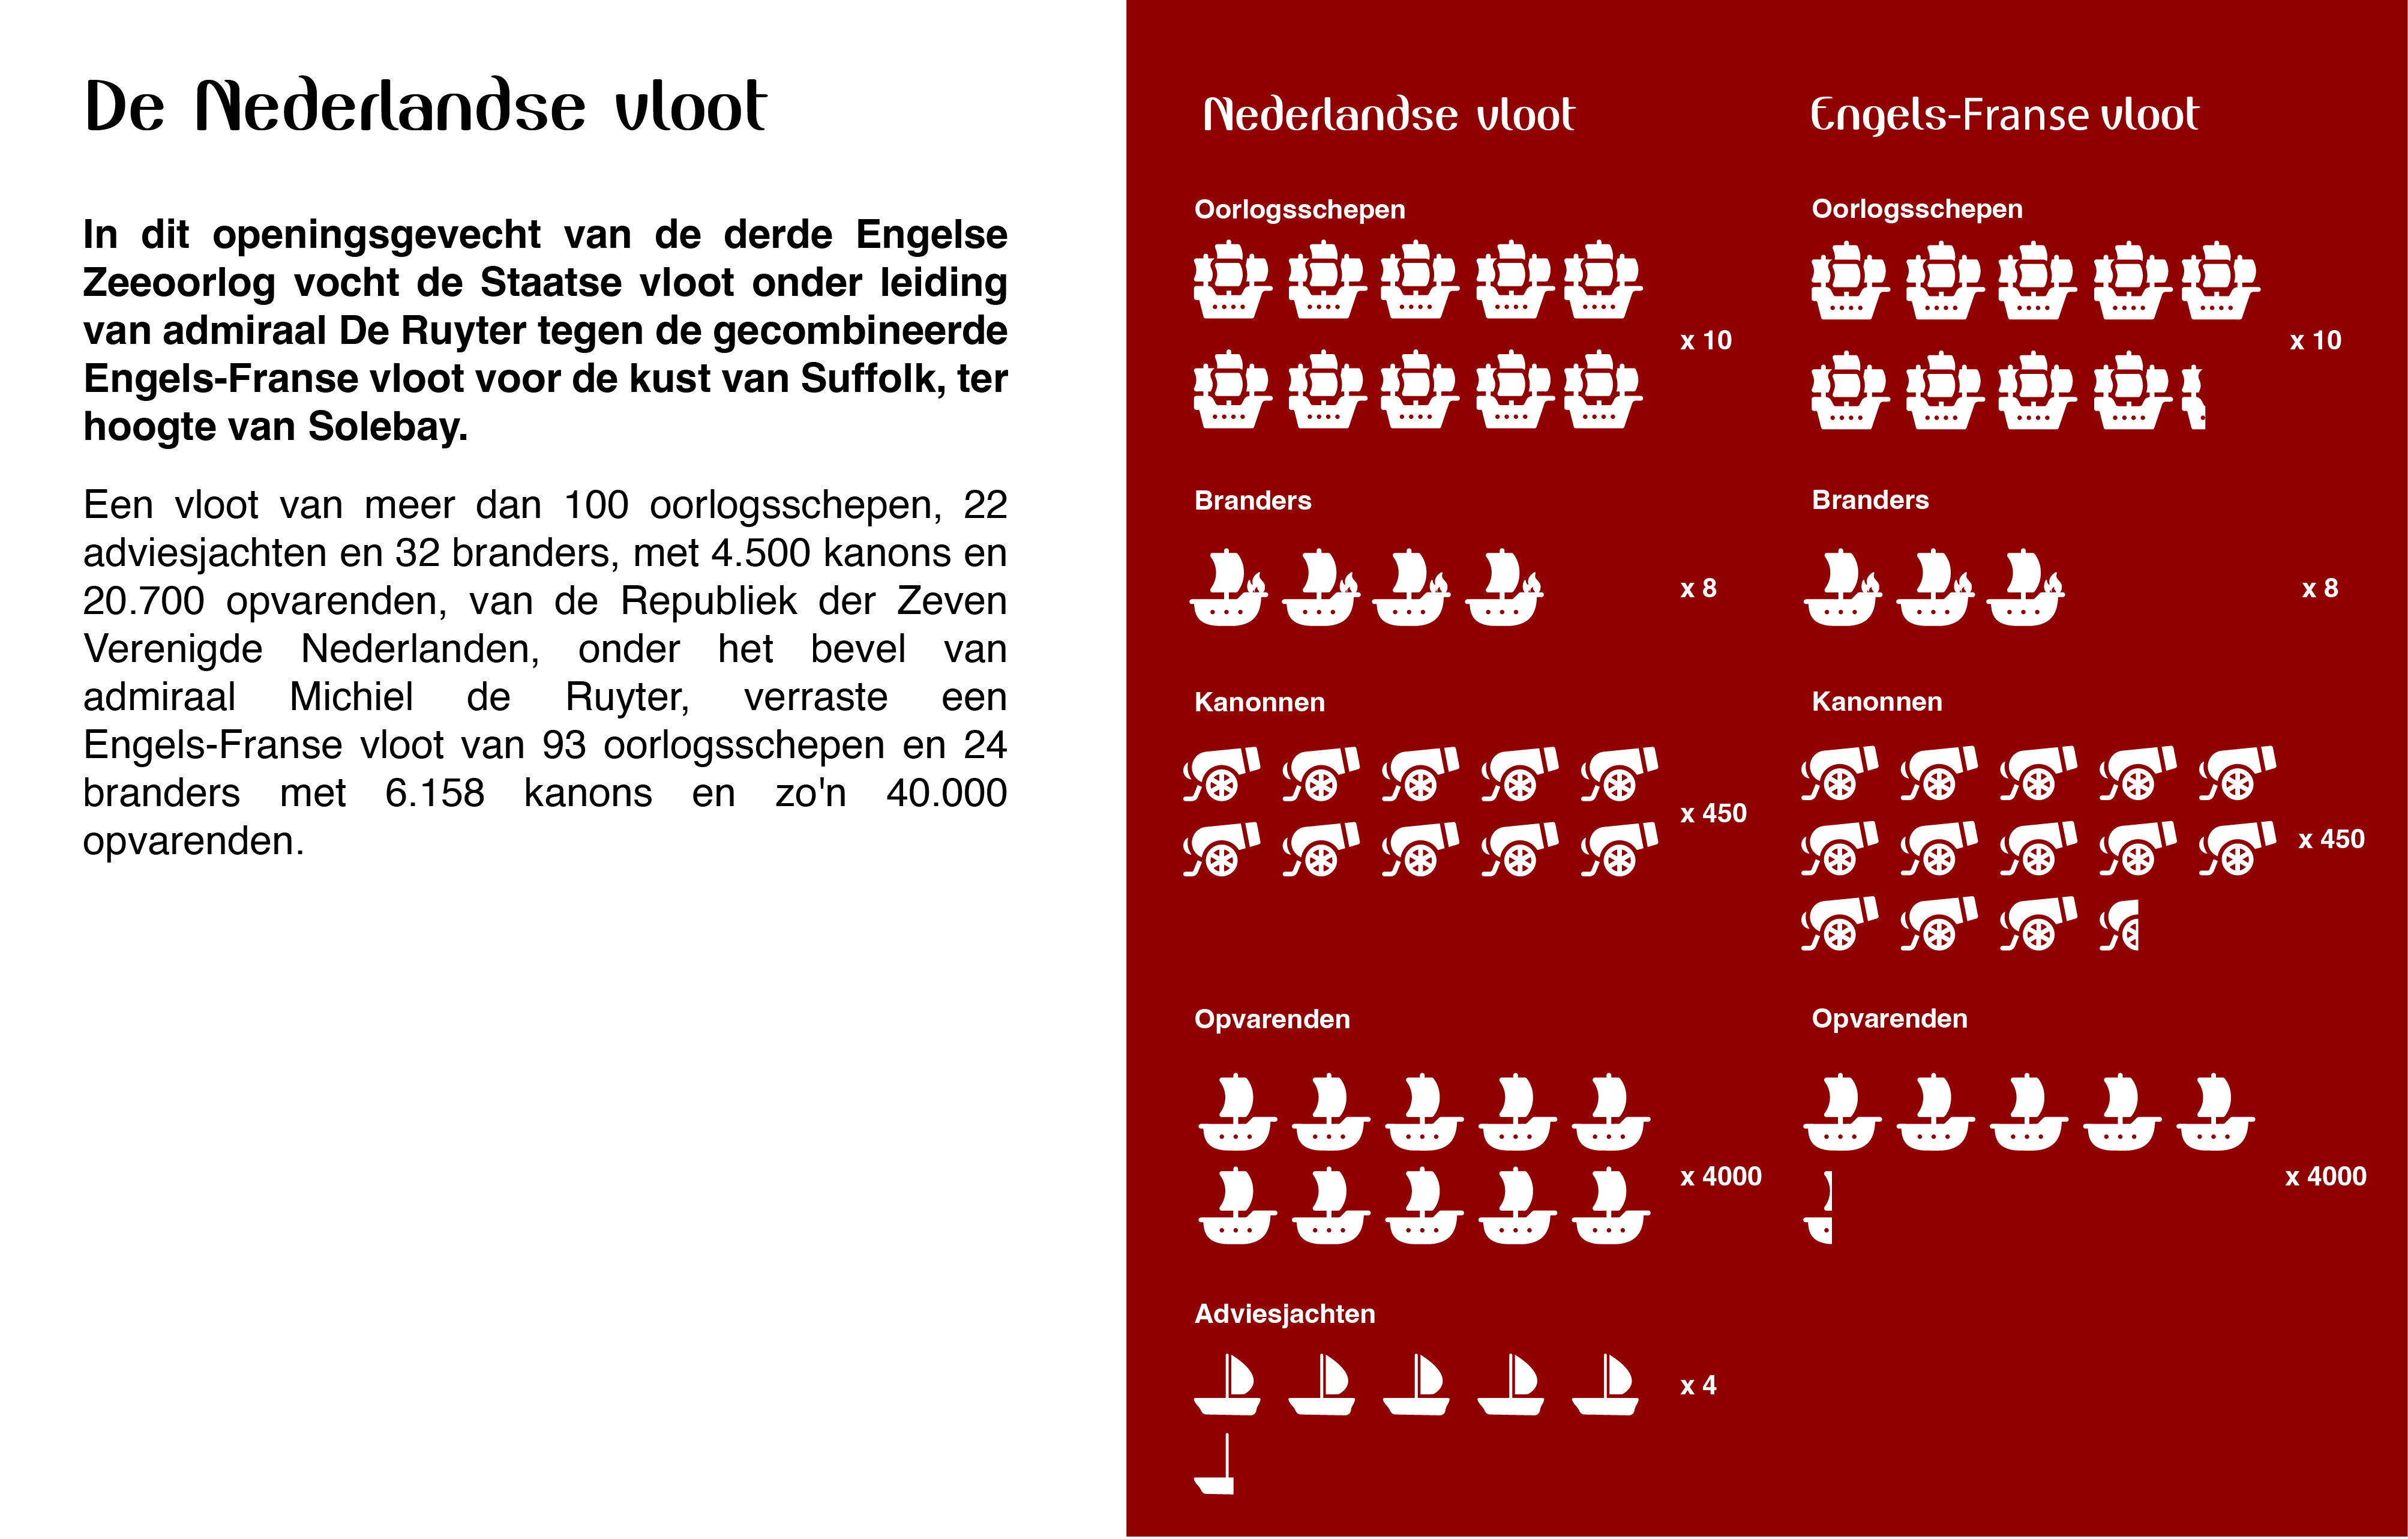 De Nederlandse vloot
In dit openingsgevecht van de derde Engelse
Zeeoorlog vocht de Staatse vloot onder leiding
van admiraal De Ruyter tegen de gecombineerde
Engels-Franse vloot voor de kust van Suffolk, ter
hoogte van Solebay.
Een vloot van meer dan 100 oorlogsschepen, 22
adviesjachten en 32 branders, met 4.500 kanons en
20.700 opvarenden, van de Republiek der Zeven
Verenigde Nederlanden, onder het bevel van
admiraal Michiel de Ruyter, verraste een
Engels-Franse vloot van 93 oorlogsschepen en 24
branders met 6.158 kanons en zo'n 40.000
opvarenden.
Nederlandse vloot
Oorlogsschepen
x 10
Branders
x 8
Kanonnen
x 450
Opvarenden
x 4000
Adviesjachten
x 4
Engels-Franse vloot
Oorlogsschepen
x 10
Branders
x 8
Kanonnen
x 450
Opvarenden
x 4000